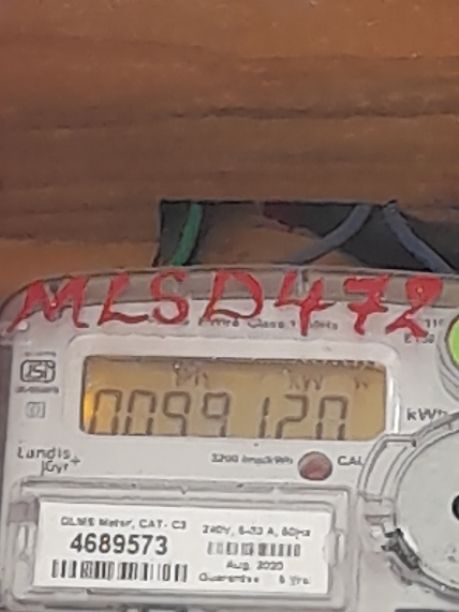 MLSD472
kW
0099120
kWh
Landis
Gyr+
3200 imp/kWh
CAL
DLMS Meter, CAT- C3
240V, 5-30 A, 50Hz
4689573
Aug. 2020
Guarantee 5 Yrs